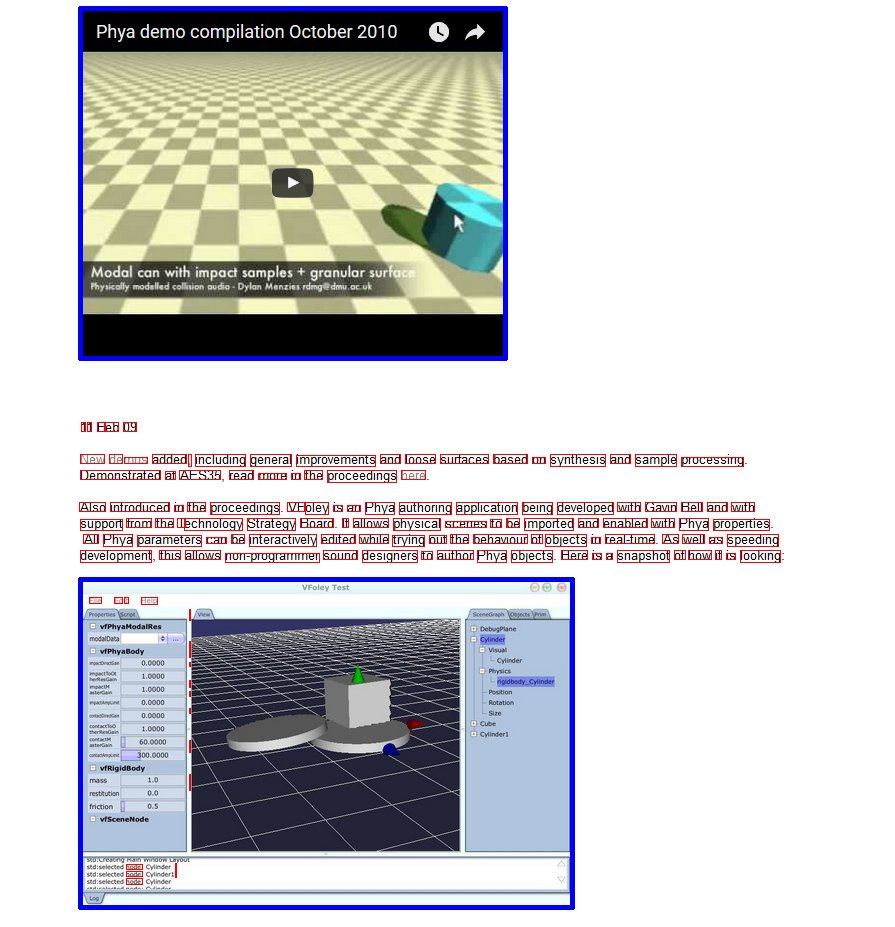 Phya demo compilation October 2010
Modal can with impact samples + granular surface
Physically modelled collision audio - Dylan Menzies rdmg@dmu.ac.uk
11 Feb 09
New demos added, including general improvements and loose surfaces based on synthesis and sample processing.
Demonstrated at AES35, read more in the proceedings here.
Also introduced in the proceedings. VFoley is an Phya authoring application being developed with Gavin Bell and with
support from the Technology Strategy Board. It allows physical scenes to be imported and enabled with Phya properties.
All Phya parameters can be interactively edited while trying out the behaviour of objects in real-time. As well as speeding
development, this allows non-programmer sound designers to author Phya objects. Here is a snapshot of how it is looking:
VFoley Test
File Edit Help
Properties Script View SceneGraph Objects Prim
vfPhyaModalRes
modalData ...
vfPhyaBody
impactDirectGain 0.0000
impactToOt
herResGain 1.0000
impactM
asterGain 1.0000
impactAmpLimit 0.0000
contactDirectGain 0.0000
contactToO
therResGain 1.0000
contactM
asterGain 60.0000
contactAmpLimit 300.0000
vfRigidBody
mass 1.0
restitution 0.0
friction 0.5
vfSceneNode
DebugPlane
Cylinder
Visual
Cylinder
Physics
rigidbody_Cylinder
Position
Rotation
Size
Cube
Cylinder1
std:Creating Main Window Layout
std:selected node: Cylinder
std:selected node: Cylinder1
std:selected node: Cylinder
std:selected node: Cylinder
Log